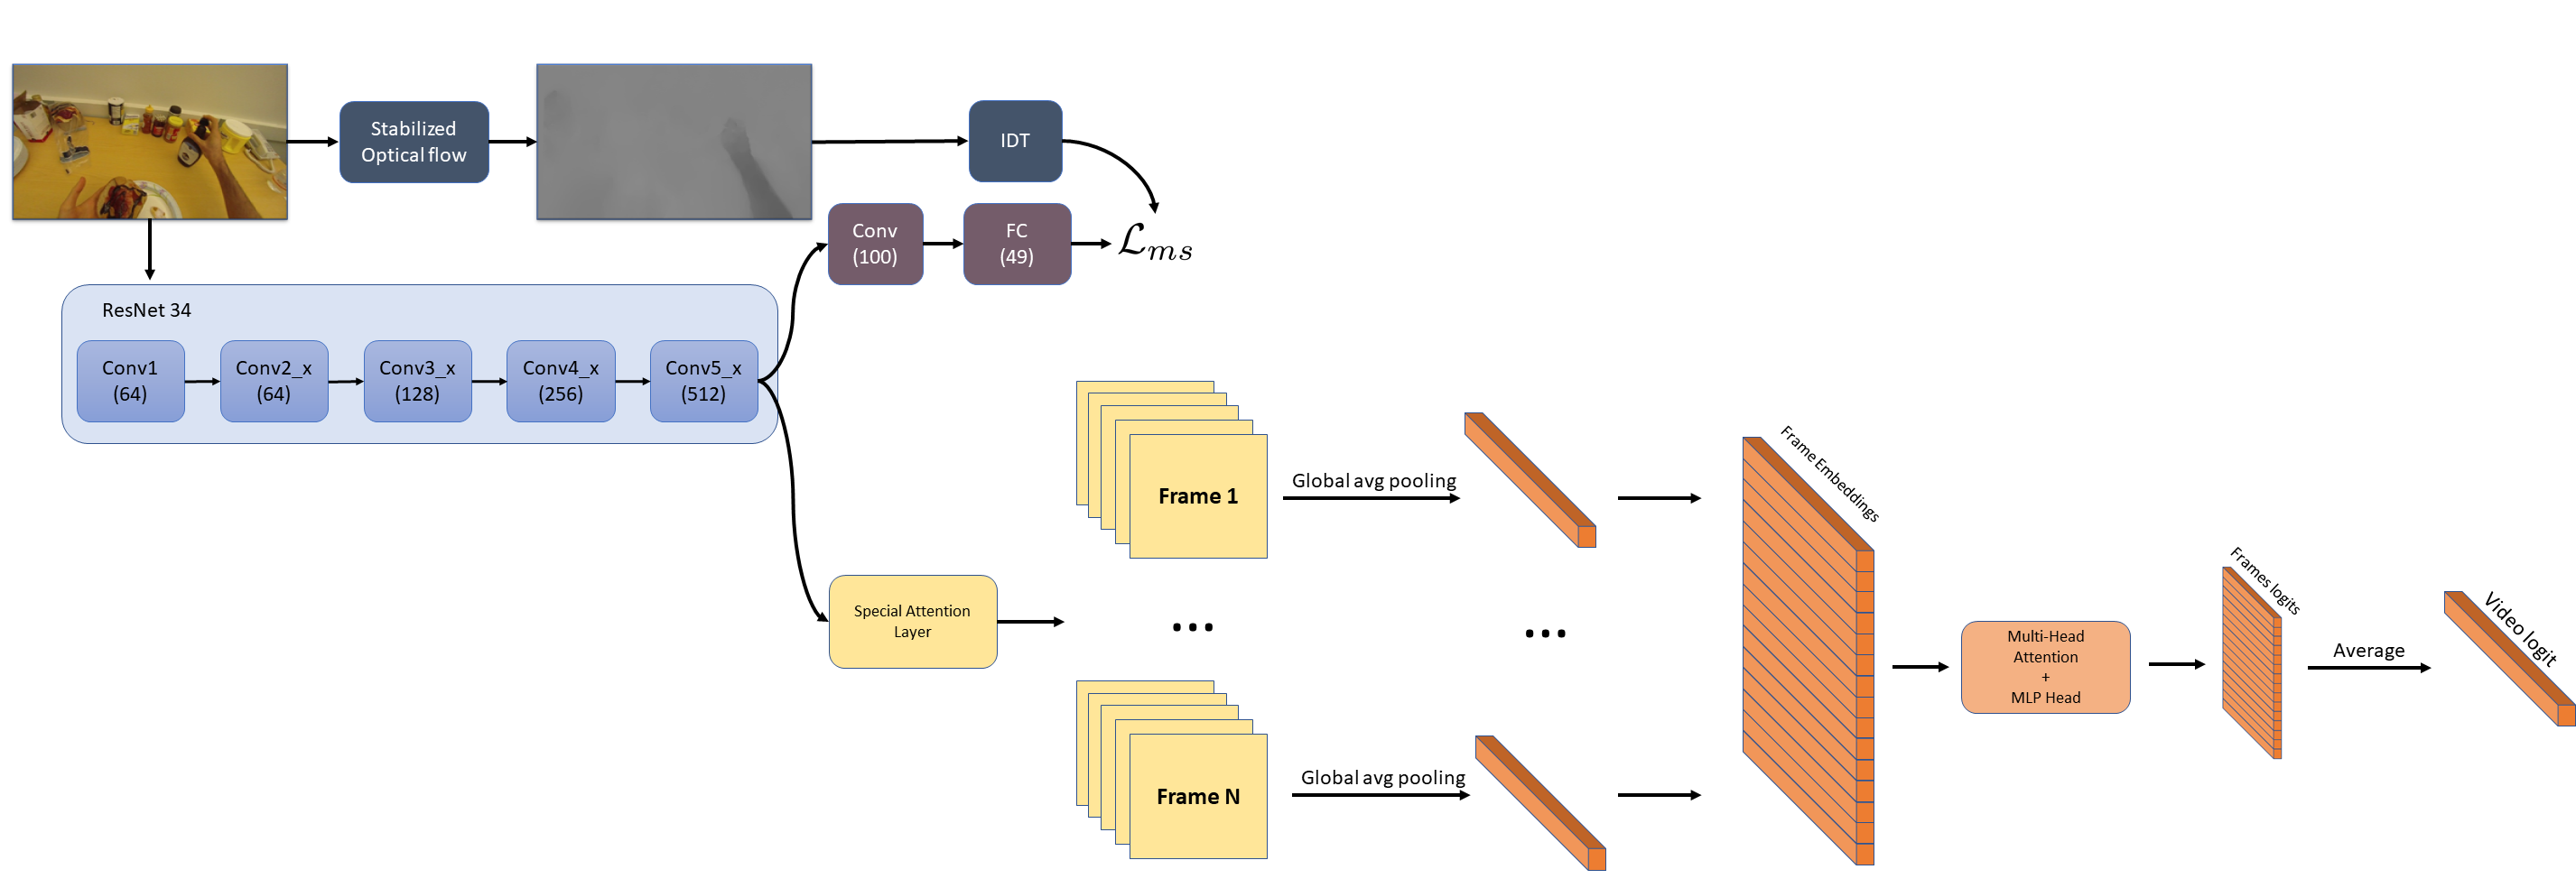 Stabilized
Optical flow
IDT
Conv
(100)
FC
(49)
ℒms
ResNet 34
Conv1
(64)
Conv2_x
(64)
Conv3_x
(128)
Conv4_x
(256)
Conv5_x
(512)
Frame 1
Global avg pooling
Frame Embeddings
Special Attention
Layer
...
...
Frame N
Global avg pooling
Multi-Head
Attention
+
MLP Head
Frames logits
Average
Video logit